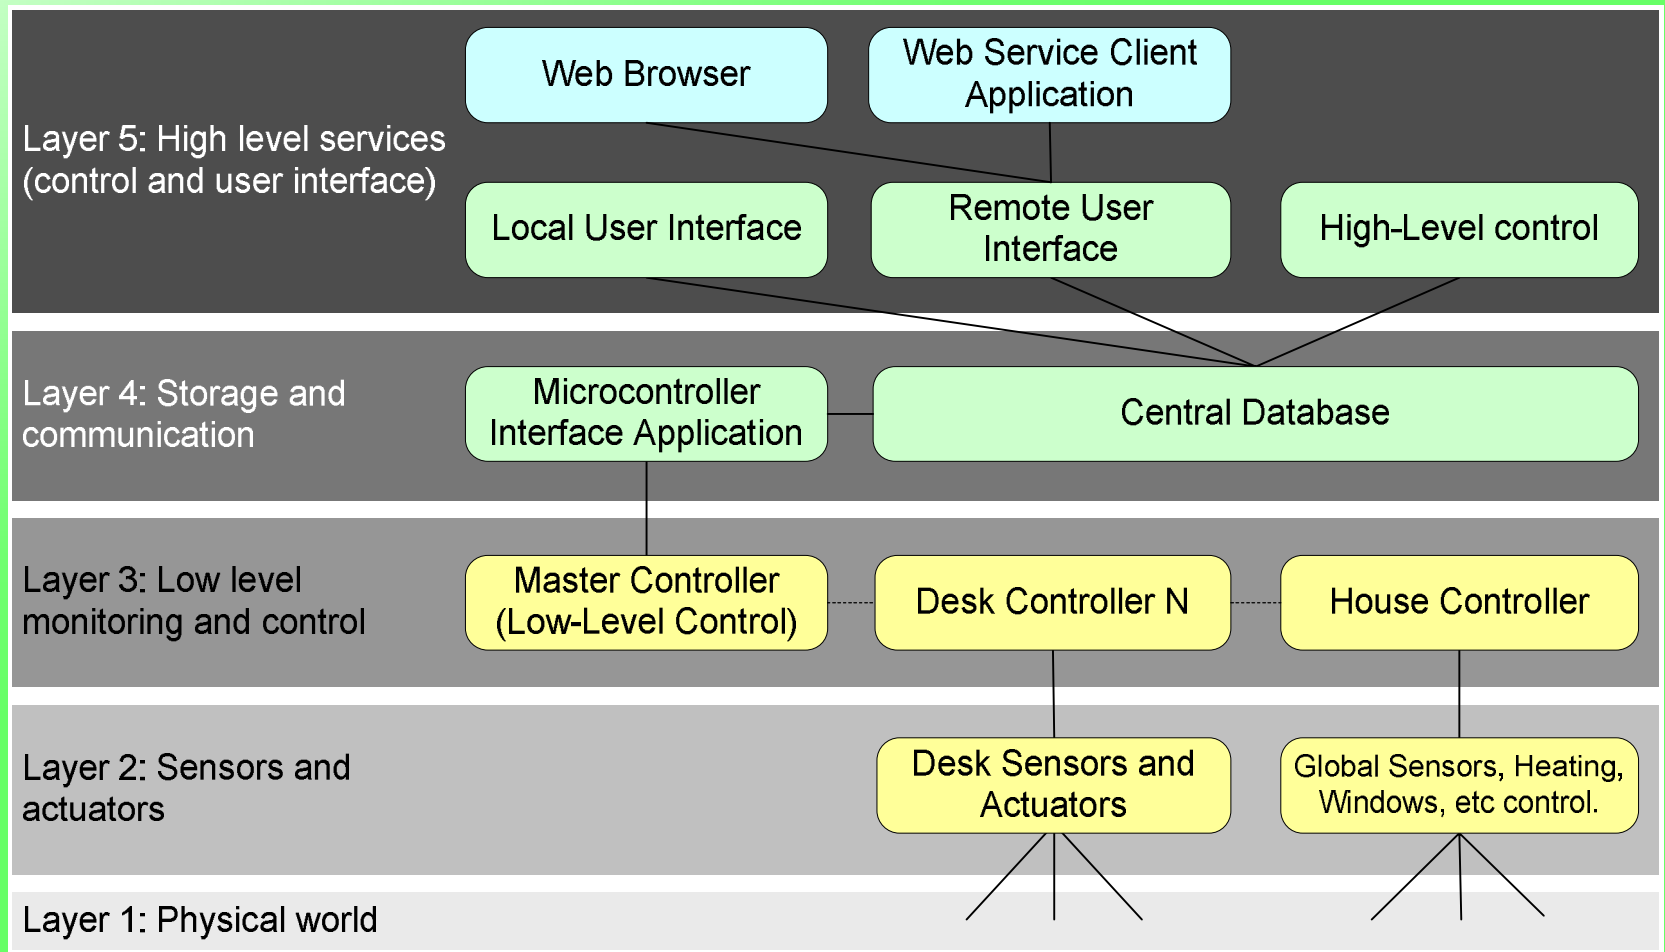 Layer 5: High level services
(control and user interface)
Web Browser
Web Service Client
Application
Local User Interface
Remote User
Interface
High-Level control
Layer 4: Storage and
communication
Microcontroller
Interface Application
Central Database
Layer 3: Low level
monitoring and control
Master Controller
(Low-Level Control)
Desk Controller N
House Controller
Layer 2: Sensors and
actuators
Desk Sensors and
Actuators
Global Sensors, Heating,
Windows, etc control.
Layer 1: Physical world